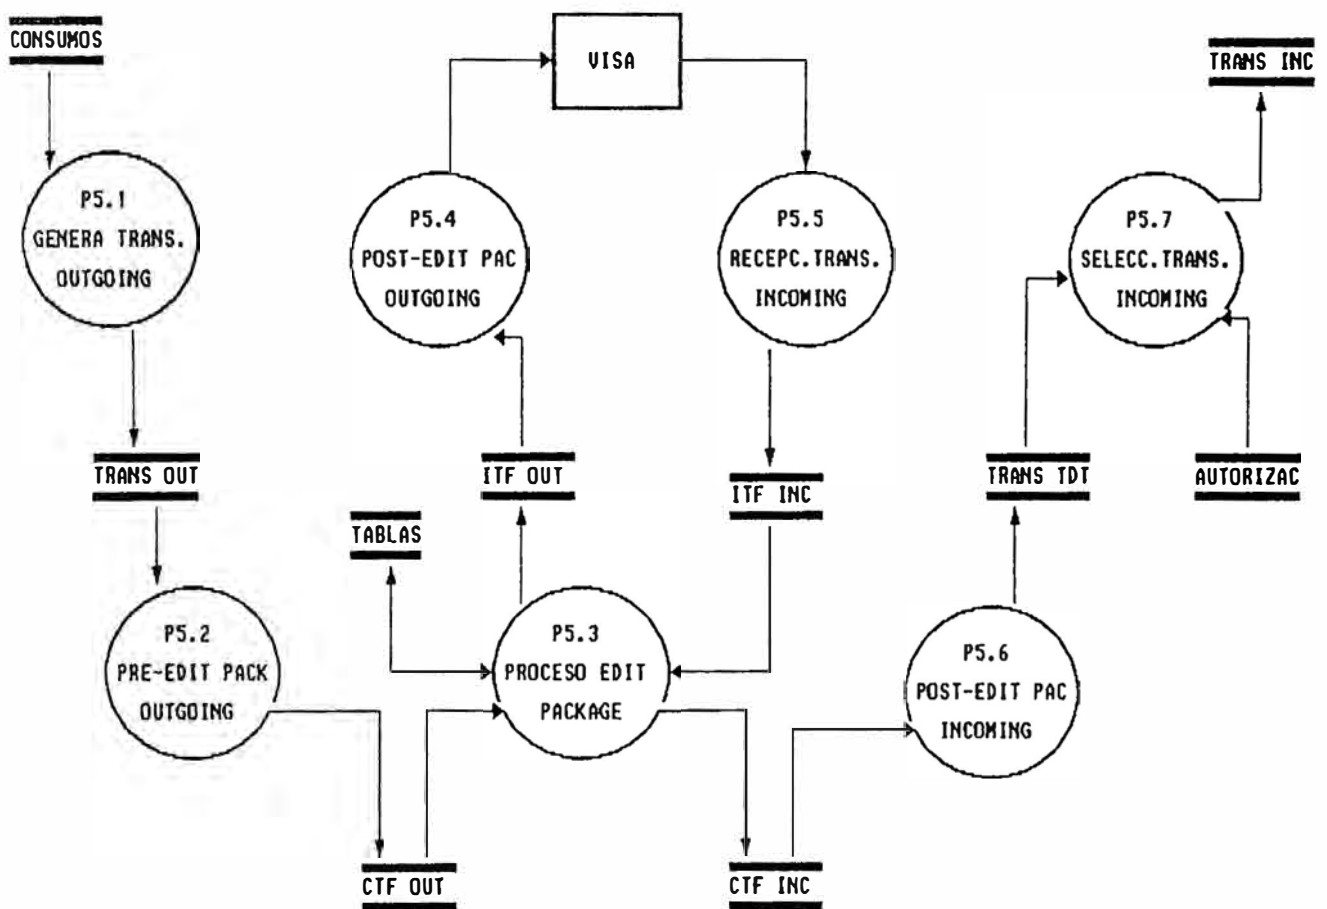 CONSUMOS
VISA
TRANS INC
P5.1
GENERA TRANS.
OUTGOING
P5.4
POST-EDIT PAC
OUTGOING
P5.5
RECEPC.TRANS.
INCOMING
P5.7
SELECC.TRANS.
INCOMING
TRANS OUT
ITF OUT
ITF INC
TRANS TDT
AUTORIZAC
TABLAS
P5.2
PRE-EDIT PACK
OUTGOING
P5.3
PROCESO EDIT
PACKAGE
P5.6
POST-EDIT PAC
INCOMING
CTF OUT
CTF INC